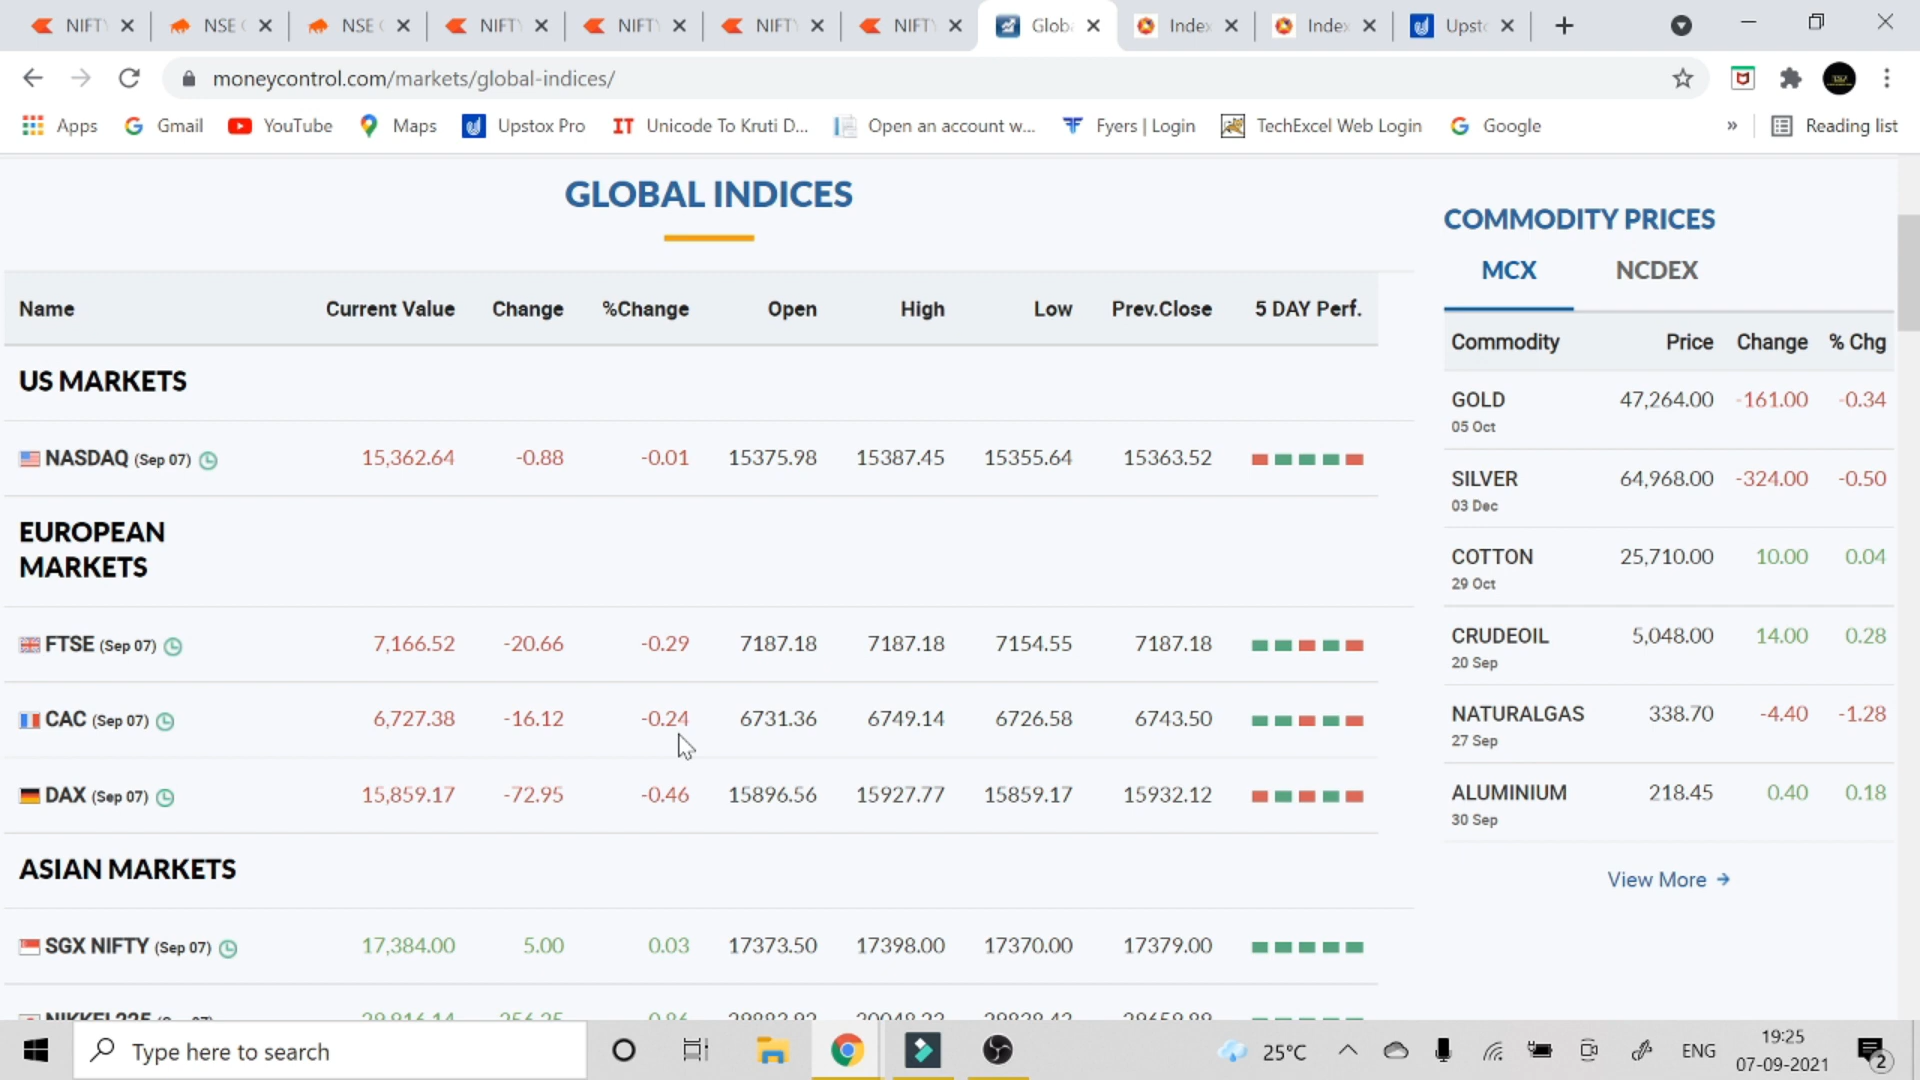 NIFTY
NSE
NSE
NIFTY
NIFTY
NIFTY
NIFTY
Globa
Index
Index
Upsto
moneycontrol.com/markets/global-indices/
Apps Gmail YouTube Maps Upstox Pro Unicode To Kruti D... Open an account w... Fyers | Login TechExcel Web Login Google » Reading list
GLOBAL INDICES
Name Current Value Change %Change Open High Low Prev.Close 5 DAY Perf.
US MARKETS
NASDAQ (Sep 07) 15,362.64 -0.88 -0.01 15375.98 15387.45 15355.64 15363.52
EUROPEAN
MARKETS
FTSE (Sep 07) 7,166.52 -20.66 -0.29 7187.18 7187.18 7154.55 7187.18
CAC (Sep 07) 6,727.38 -16.12 -0.24 6731.36 6749.14 6726.58 6743.50
DAX (Sep 07) 15,859.17 -72.95 -0.46 15896.56 15927.77 15859.17 15932.12
ASIAN MARKETS
SGX NIFTY (Sep 07) 17,384.00 5.00 0.03 17373.50 17398.00 17370.00 17379.00
COMMODITY PRICES
MCX NCDEX
Commodity Price Change % Chg
GOLD 47,264.00 -161.00 -0.34
05 Oct
SILVER 64,968.00 -324.00 -0.50
03 Dec
COTTON 25,710.00 10.00 0.04
29 Oct
CRUDEOIL 5,048.00 14.00 0.28
20 Sep
NATURALGAS 338.70 -4.40 -1.28
27 Sep
ALUMINIUM 218.45 0.40 0.18
30 Sep
View More
Type here to search
25°C
ENG
19:25
07-09-2021
2